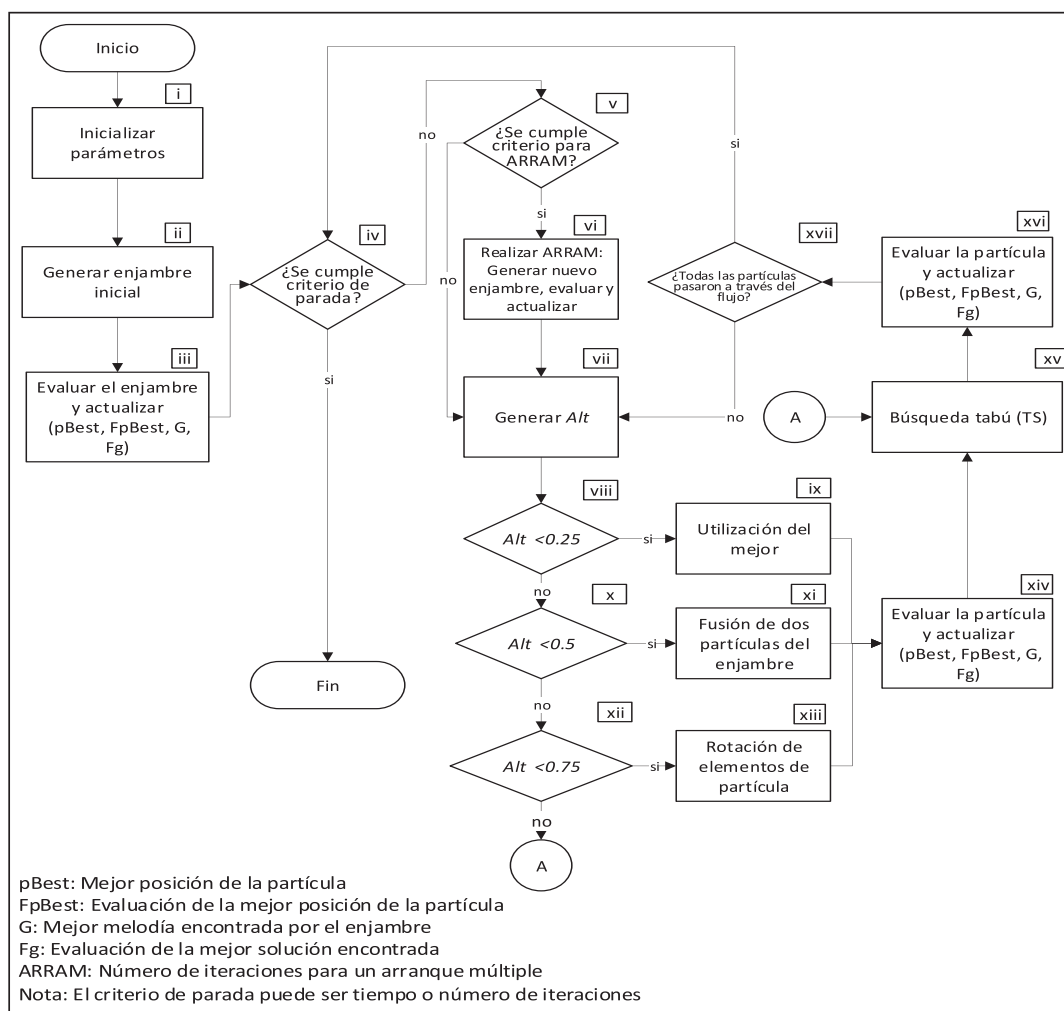 Inicio
i
Inicializar
parámetros
ii
Generar enjambre
inicial
iii
Evaluar el enjambre
y actualizar
(pBest, FpBest, G,
Fg)
iv
¿Se cumple
criterio de
parada?
no
si
Fin
v
¿Se cumple
criterio para
ARRAM?
no
si
vi
Realizar ARRAM:
Generar nuevo
enjambre, evaluar y
actualizar
vii
Generar Alt
viii
Alt <0.25
si
no
ix
Utilización del
mejor
x
Alt <0.5
si
no
xi
Fusión de dos
partículas del
enjambre
xii
Alt <0.75
si
no
xiii
Rotación de
elementos de
partícula
A
xiv
Evaluar la partícula
y actualizar
(pBest, FpBest, G,
Fg)
A
xv
Búsqueda tabú (TS)
xvi
Evaluar la partícula
y actualizar
(pBest, FpBest, G,
Fg)
xvii
¿Todas las partículas
pasaron a través del
flujo?
si
no
pBest: Mejor posición de la partícula
FpBest: Evaluación de la mejor posición de la partícula
G: Mejor melodía encontrada por el enjambre
Fg: Evaluación de la mejor solución encontrada
ARRAM: Número de iteraciones para un arranque múltiple
Nota: El criterio de parada puede ser tiempo o número de iteraciones